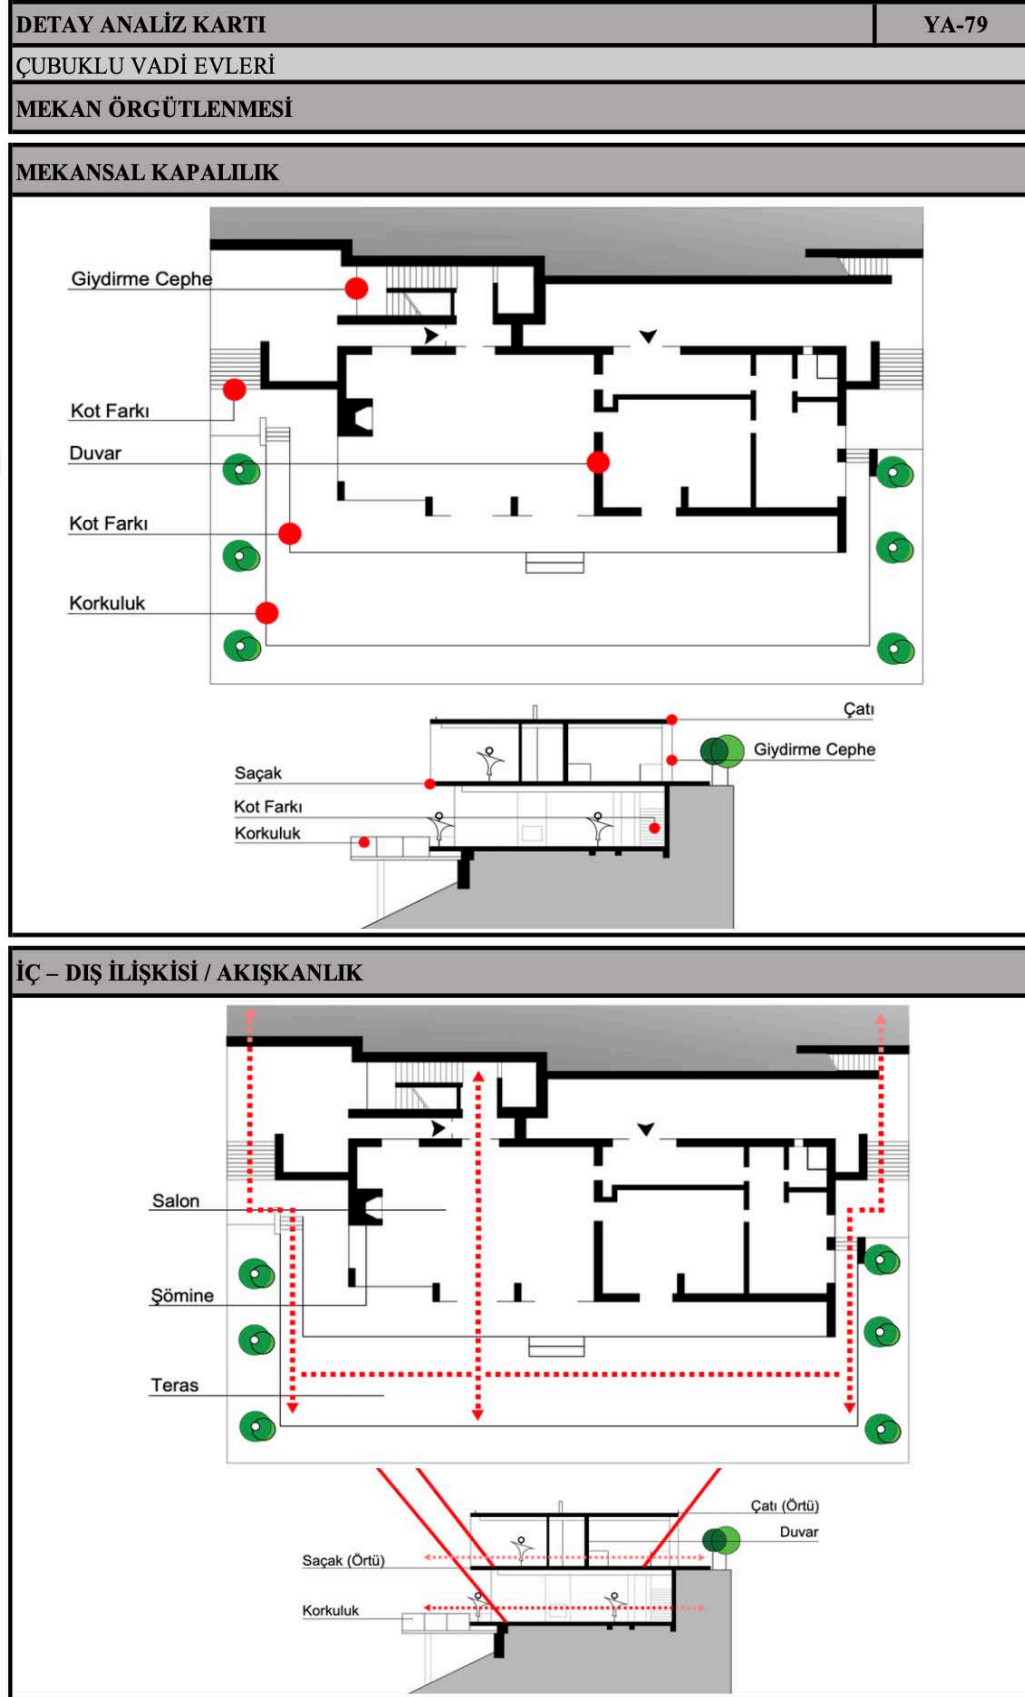 DETAY ANALİZ KARTI
YA-79
ÇUBUKLU VADİ EVLERİ
MEKAN ÖRGÜTLENMESİ
MEKANSAL KAPALILIK
Giydirme Cephe
Kot Farkı
Duvar
Kot Farkı
Korkuluk
Çatı
Giydirme Cephe
Saçak
Kot Farkı
Korkuluk
İÇ – DIŞ İLİŞKİSİ / AKIŞKANLIK
Salon
Şömine
Teras
Çatı (Örtü)
Duvar
Saçak (Örtü)
Korkuluk